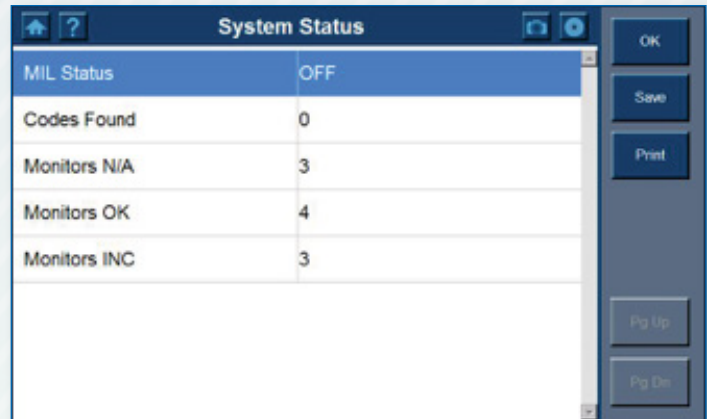 ? System Status
OK
MIL Status OFF
Save
Codes Found 0
Print
Monitors N/A 3
Monitors OK 4
Monitors INC 3
Pg Up
Pg Dn